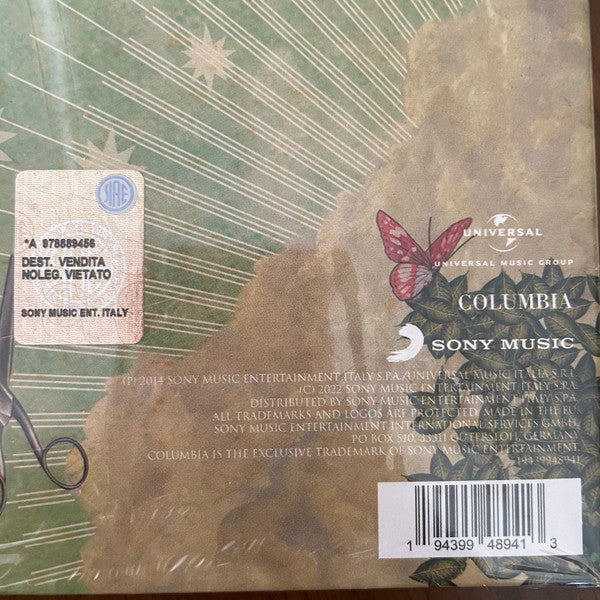 SIAE
*A 978889456
DEST. VENDITA
NOLEG. VIETATO
SONY MUSIC ENT. ITALY
UNIVERSAL
UNIVERSAL MUSIC GROUP
COLUMBIA
SONY MUSIC
(P) 2014 SONY MUSIC ENTERTAINMENT ITALY S.P.A./UNIVERSAL MUSIC ITALIA S.R.L.
(C) 2022 SONY MUSIC ENTERTAINMENT ITALY S.P.A.
DISTRIBUTED BY SONY MUSIC ENTERTAINMENT ITALY S.P.A.
ALL TRADEMARKS AND LOGOS ARE PROTECTED. MADE IN THE EU.
SONY MUSIC ENTERTAINMENT INTERNATIONAL SERVICES GMBH,
PO BOX 510, 33311 GUTERSLOH, GERMANY
COLUMBIA IS THE EXCLUSIVE TRADEMARK OF SONY MUSIC ENTERTAINMENT.
19439948941
1 94399 48941 3